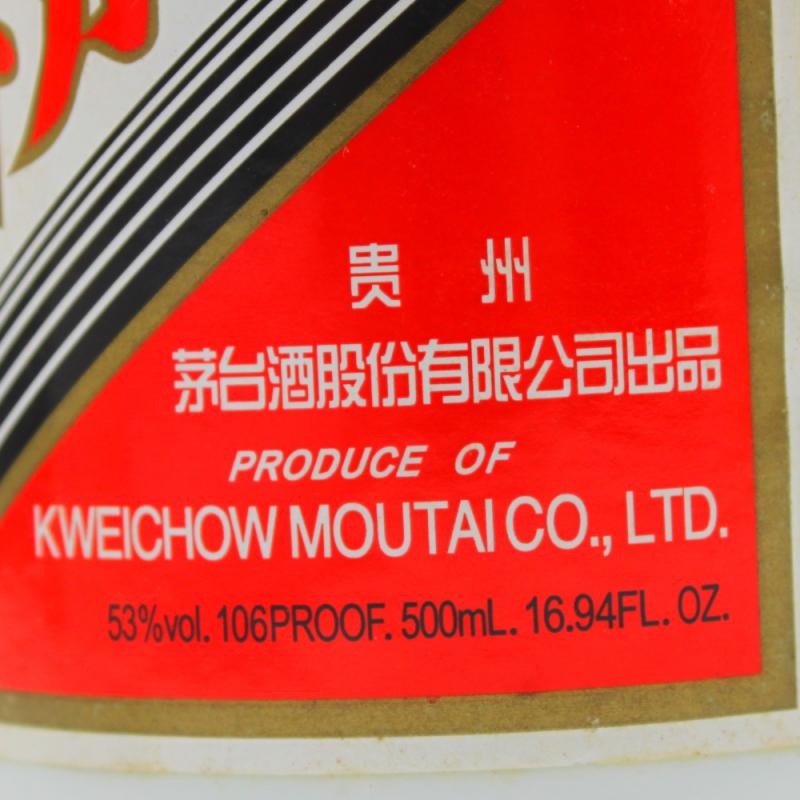 贵 州
茅台酒股份有限公司出品
PRODUCE OF
KWEICHOW MOUTAI CO., LTD.
53%vol. 106PROOF. 500mL. 16.94FL. OZ.